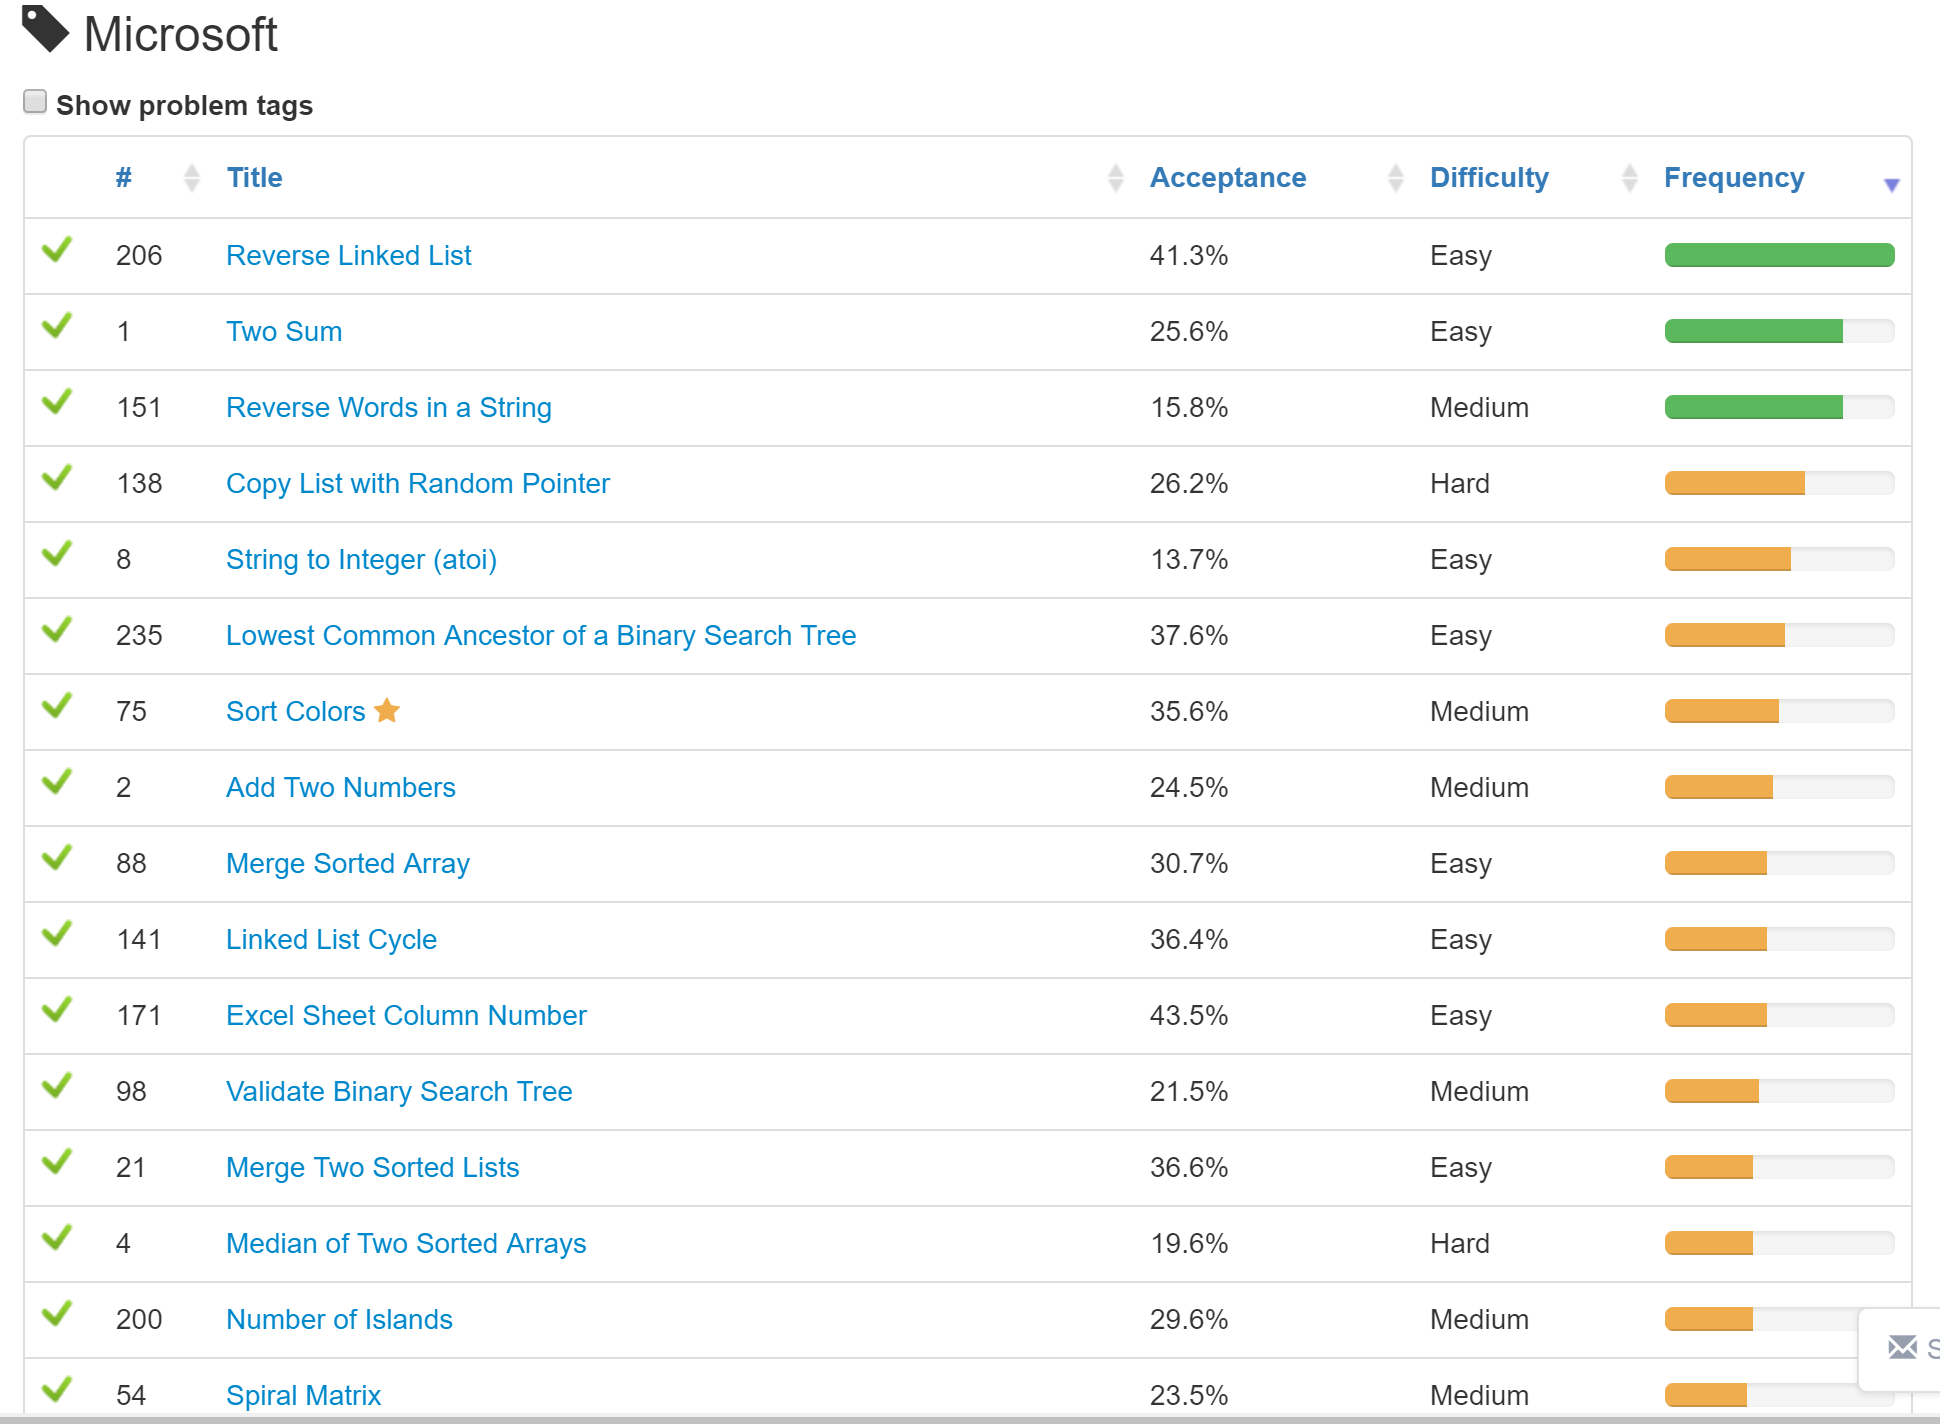 Microsoft
Show problem tags
# Title Acceptance Difficulty Frequency
206 Reverse Linked List 41.3% Easy
1 Two Sum 25.6% Easy
151 Reverse Words in a String 15.8% Medium
138 Copy List with Random Pointer 26.2% Hard
8 String to Integer (atoi) 13.7% Easy
235 Lowest Common Ancestor of a Binary Search Tree 37.6% Easy
75 Sort Colors 35.6% Medium
2 Add Two Numbers 24.5% Medium
88 Merge Sorted Array 30.7% Easy
141 Linked List Cycle 36.4% Easy
171 Excel Sheet Column Number 43.5% Easy
98 Validate Binary Search Tree 21.5% Medium
21 Merge Two Sorted Lists 36.6% Easy
4 Median of Two Sorted Arrays 19.6% Hard
200 Number of Islands 29.6% Medium
54 Spiral Matrix 23.5% Medium